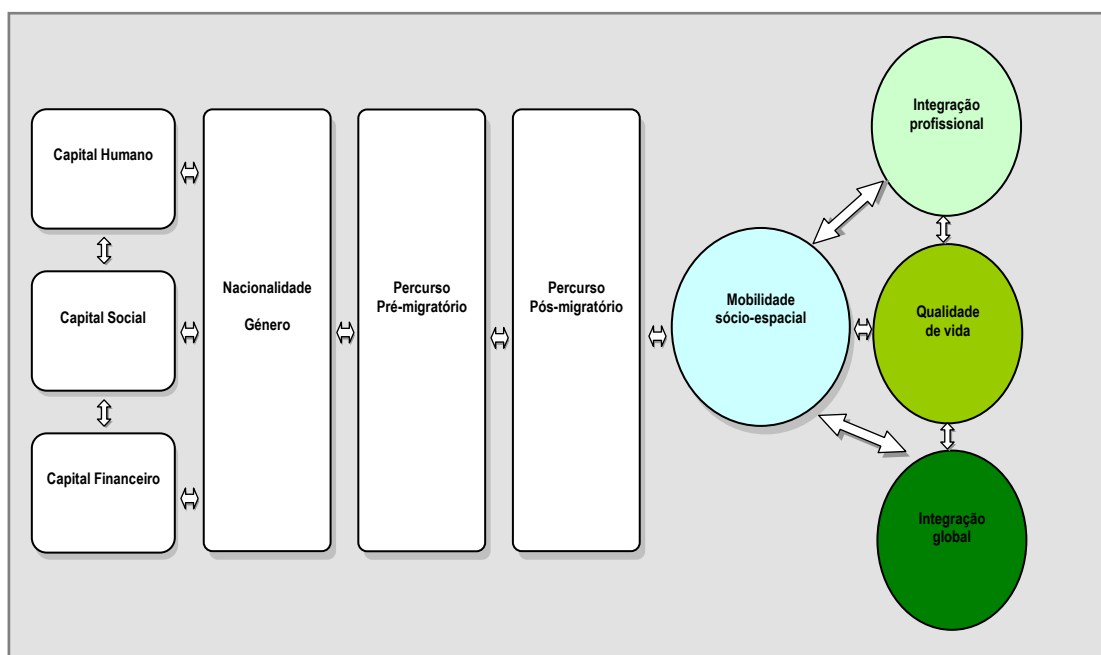 Capital Humano
Capital Social
Capital Financeiro
Nacionalidade
Género
Percurso
Pré-migratório
Percurso
Pós-migratório
Mobilidade
sócio-espacial
Integração
profissional
Qualidade
de vida
Integração
global